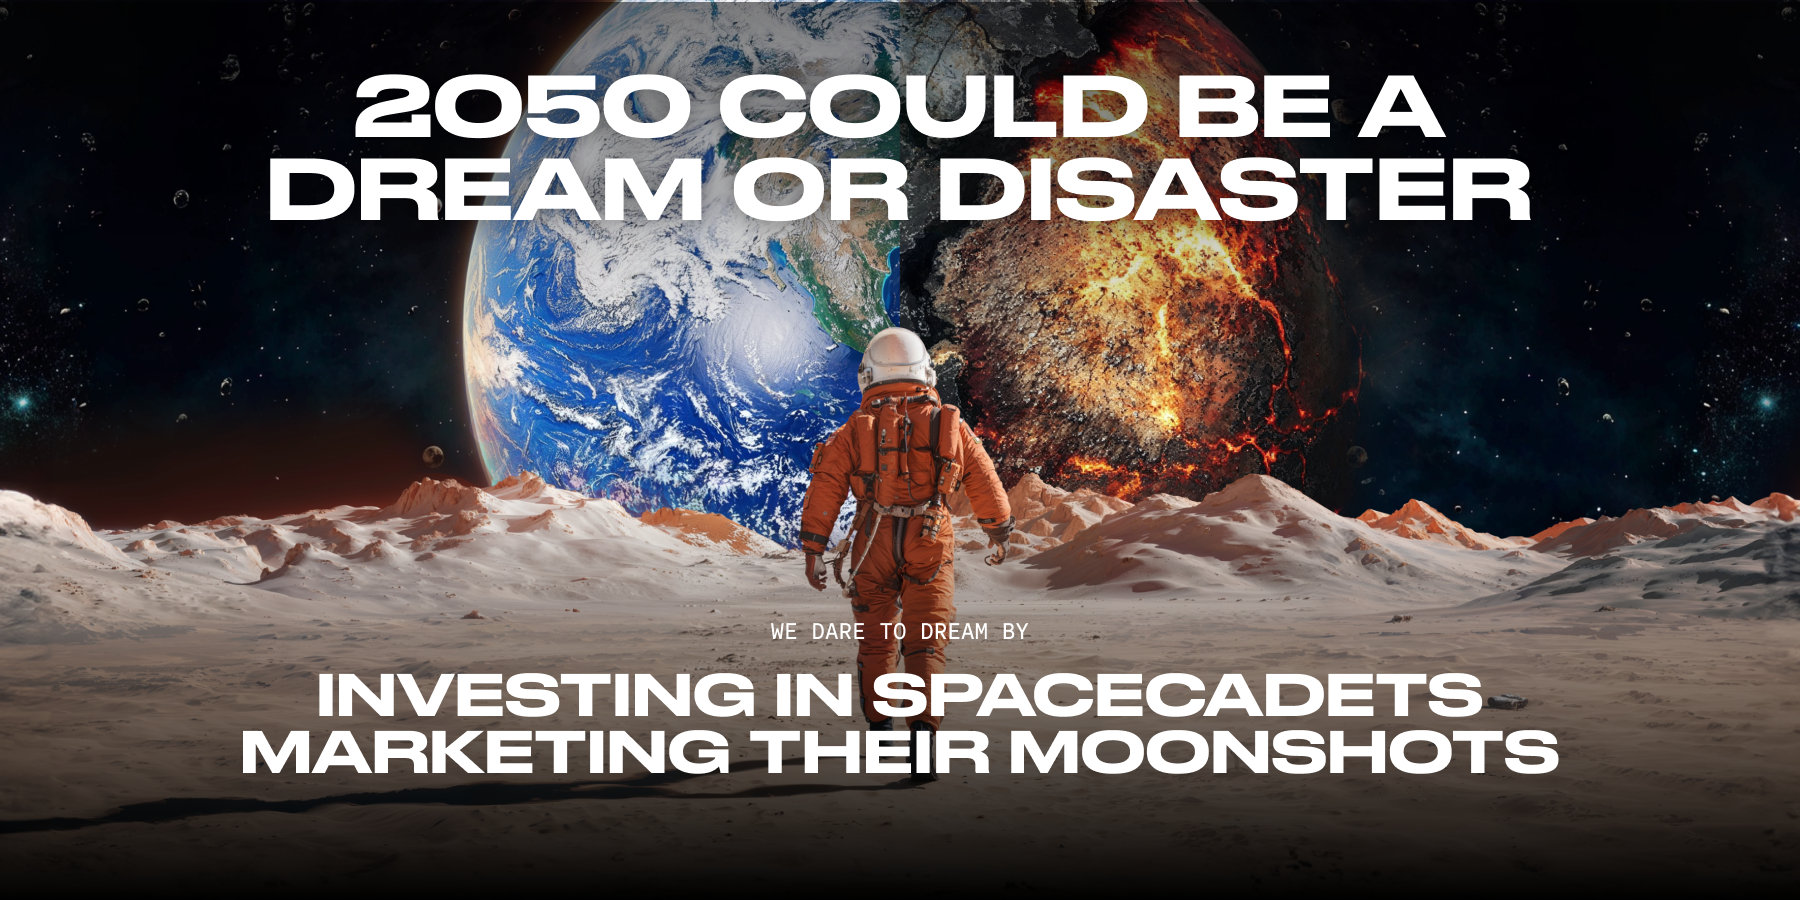 2050 COULD BE A
DREAM OR DISASTER
WE DARE TO DREAM BY
INVESTING IN SPACECADETS
MARKETING THEIR MOONSHOTS